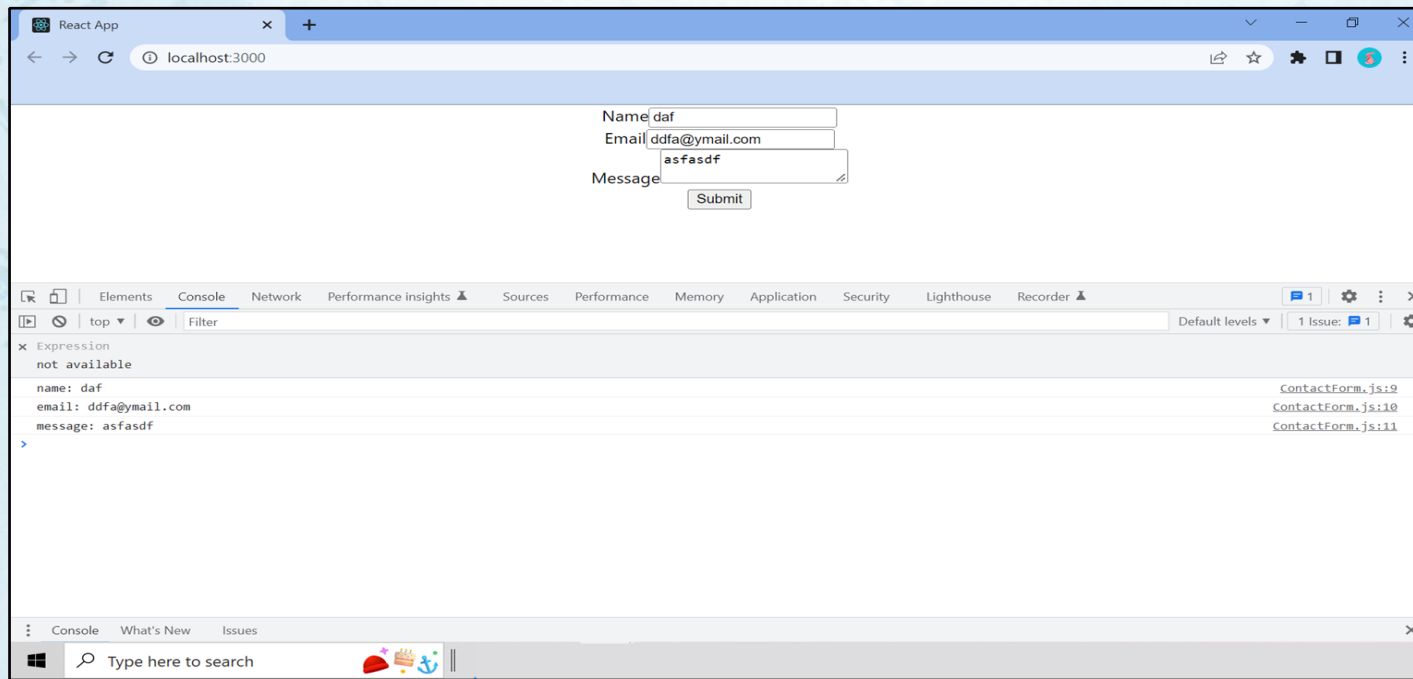 React App
localhost:3000
Name daf
Email ddfa@ymail.com
Message asfasdf
Submit
Elements Console Network Performance insights Sources Performance Memory Application Security Lighthouse Recorder 1
top Filter Default levels 1 Issue: 1
Expression
not available
name: daf ContactForm.js:9
email: ddfa@ymail.com ContactForm.js:10
message: asfasdf ContactForm.js:11
Console What's New Issues
Type here to search